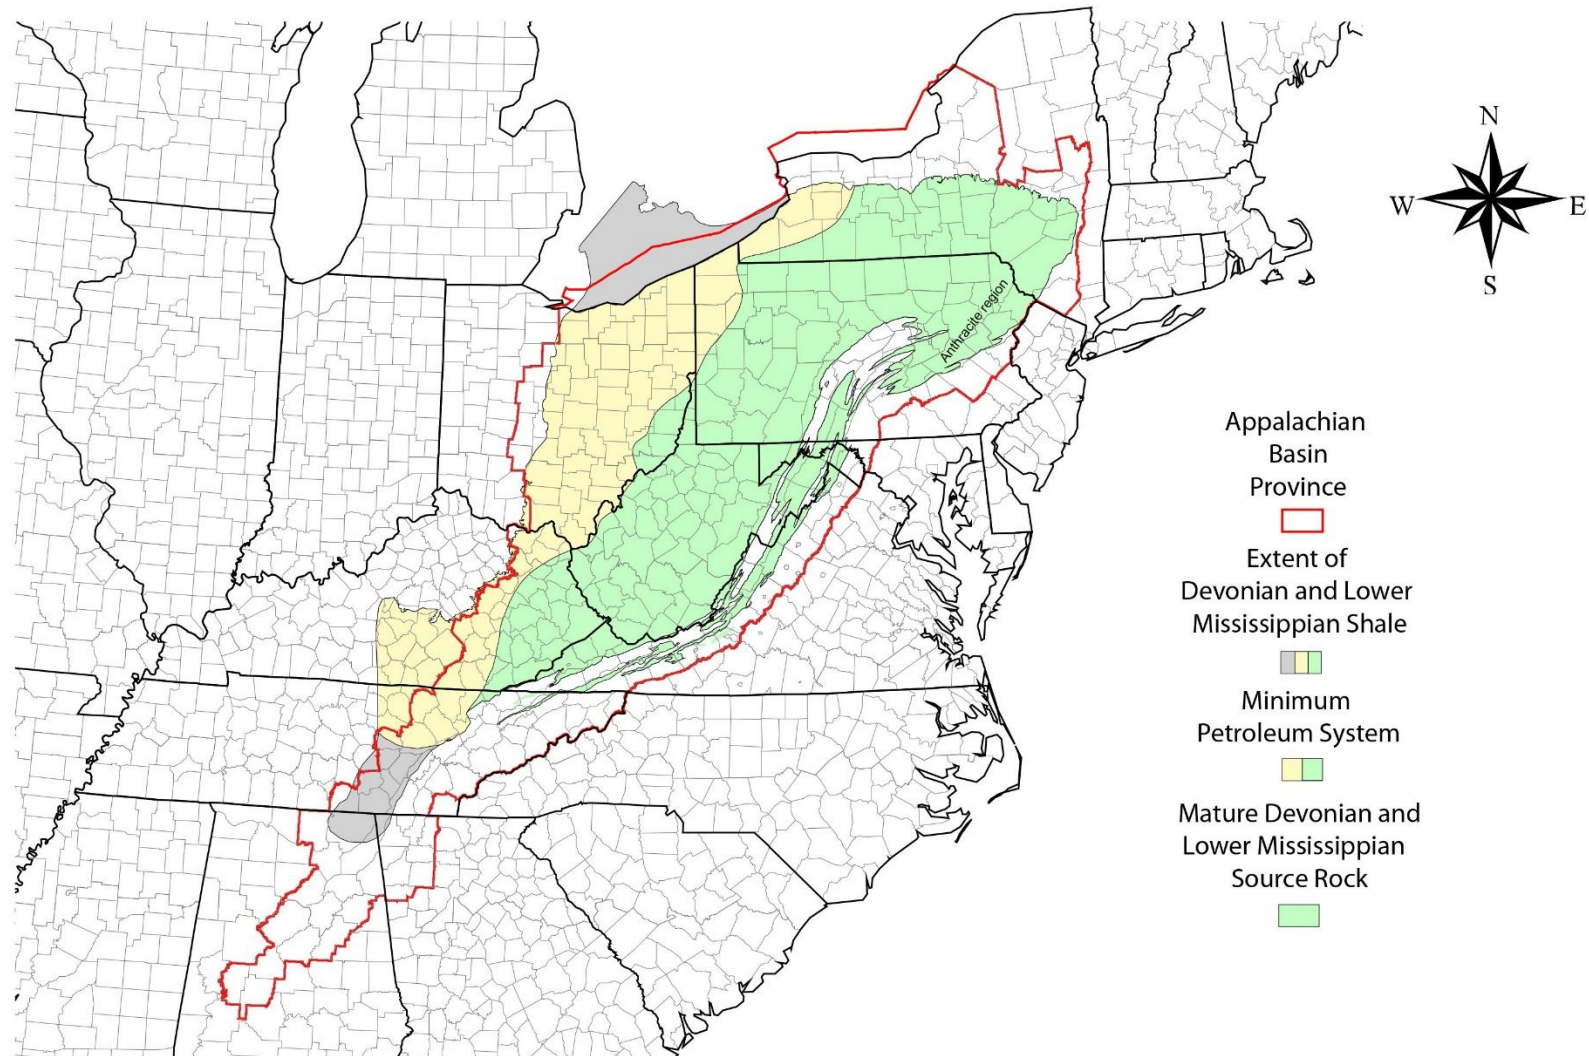 N
W
E
S
Anthracite region
Appalachian
Basin
Province
Extent of
Devonian and Lower
Mississippian Shale
Minimum
Petroleum System
Mature Devonian and
Lower Mississippian
Source Rock